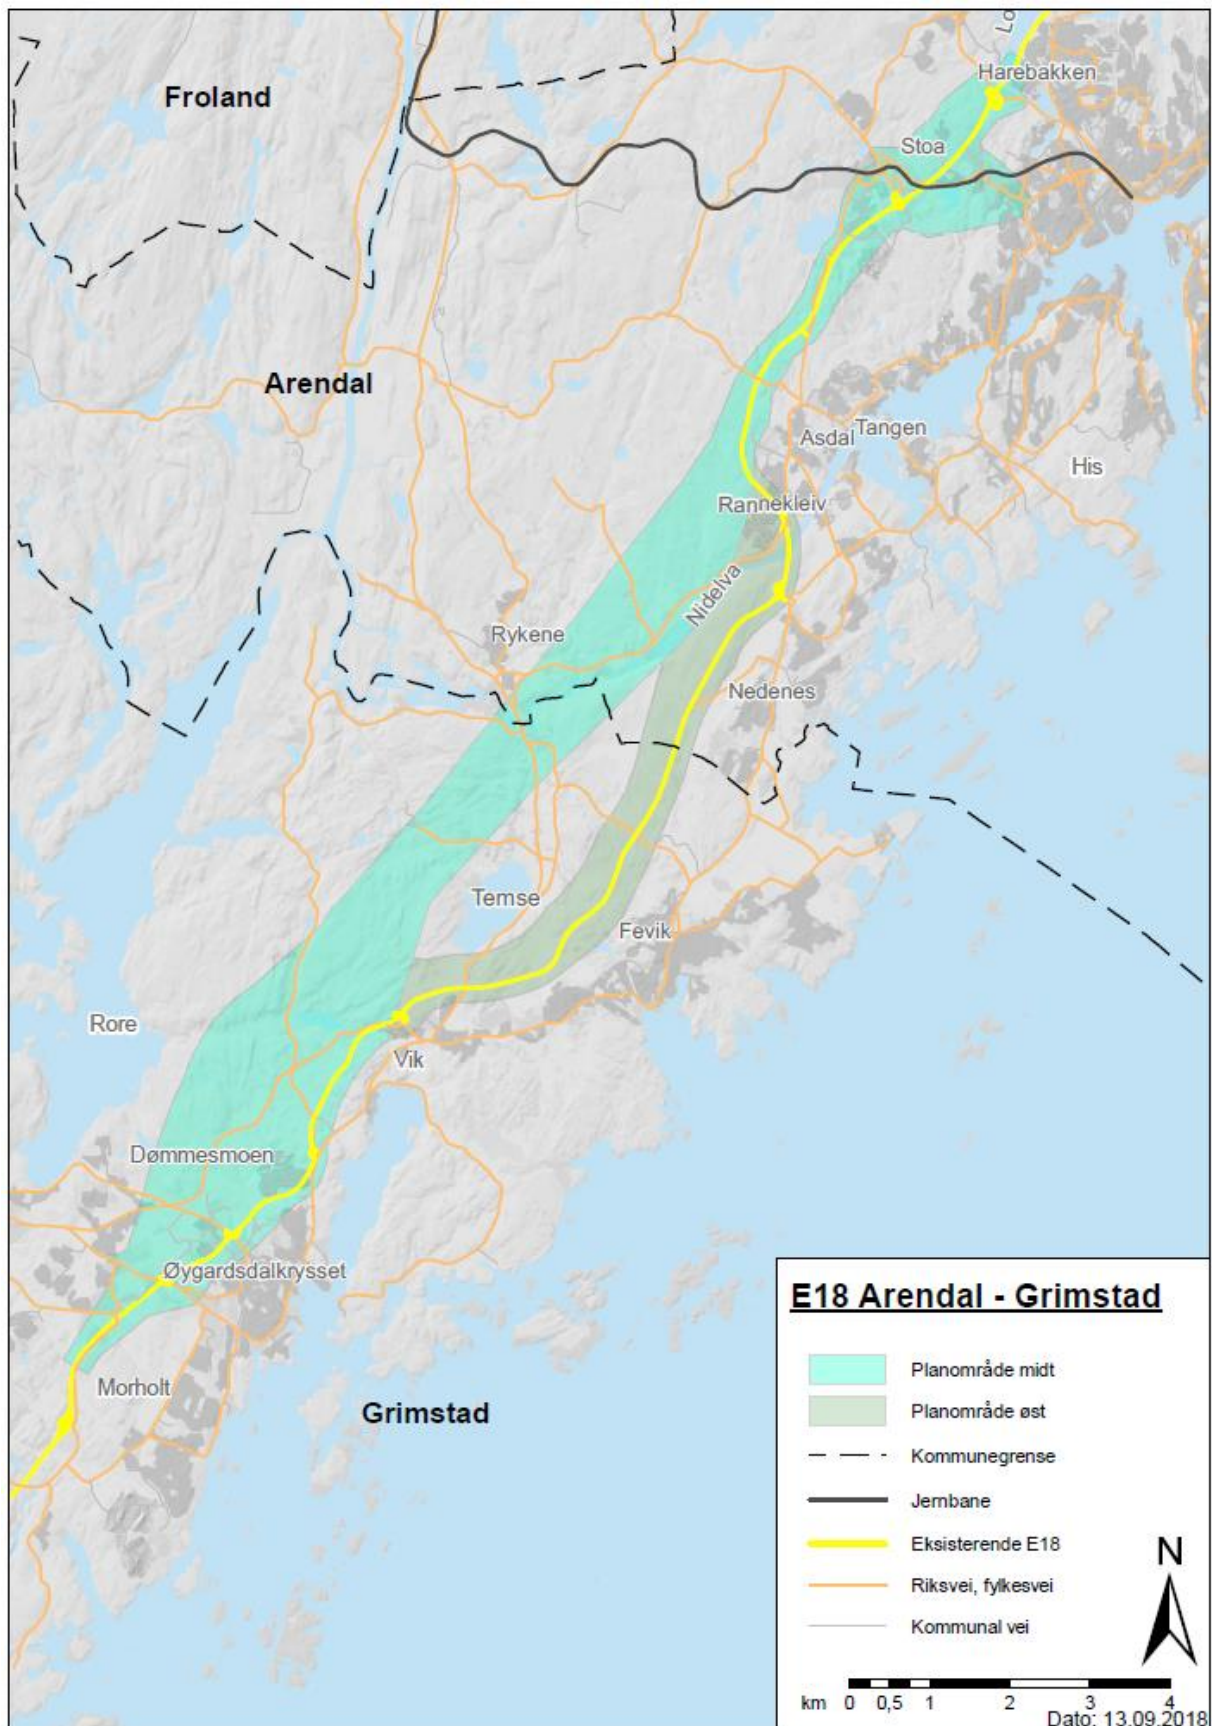 Lo
Harebakken
Froland
Stoa
Arendal
Asdal
Tangen
His
Rannekleiv
Nidelva
Rykene
Nedenes
Temse
Fevik
Rore
Vik
Dømmesmoen
Øygardsdalkrysset
Morholt
Grimstad
E18 Arendal - Grimstad
Planområde midt
Planområde øst
Kommunegrense
Jernbane
Eksisterende E18
N
Riksvei, fylkesvei
Kommunal vei
km 0 0,5 1 2 3 4
Dato: 13.09.2018